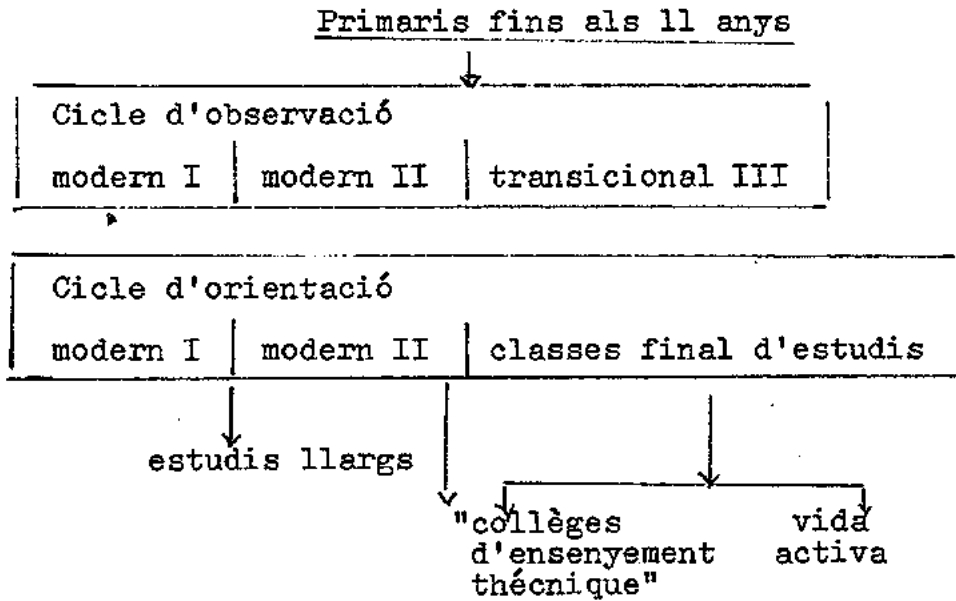 Primaris fins als 11 anys
Cicle d'observació
modern I modern II transicional III
Cicle d'orientació
modern I modern II classes final d'estudis
estudis llargs
"collèges vida
d'ensenyement activa
thécnique"